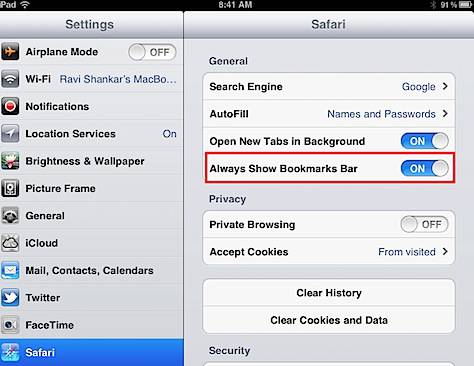 Pad
8:41 AM
91%
Settings
Airplane Mode OFF
Wi-Fi Ravi Shankar's MacBo...
Notifications
Location Services On
Brightness & Wallpaper
Picture Frame
General
iCloud
Mail, Contacts, Calendars
Twitter
FaceTime
Safari
Safari
General
Search Engine Google
AutoFill Names and Passwords
Open New Tabs in Background ON
Always Show Bookmarks Bar ON
Privacy
Private Browsing OFF
Accept Cookies From visited
Clear History
Clear Cookies and Data
Security